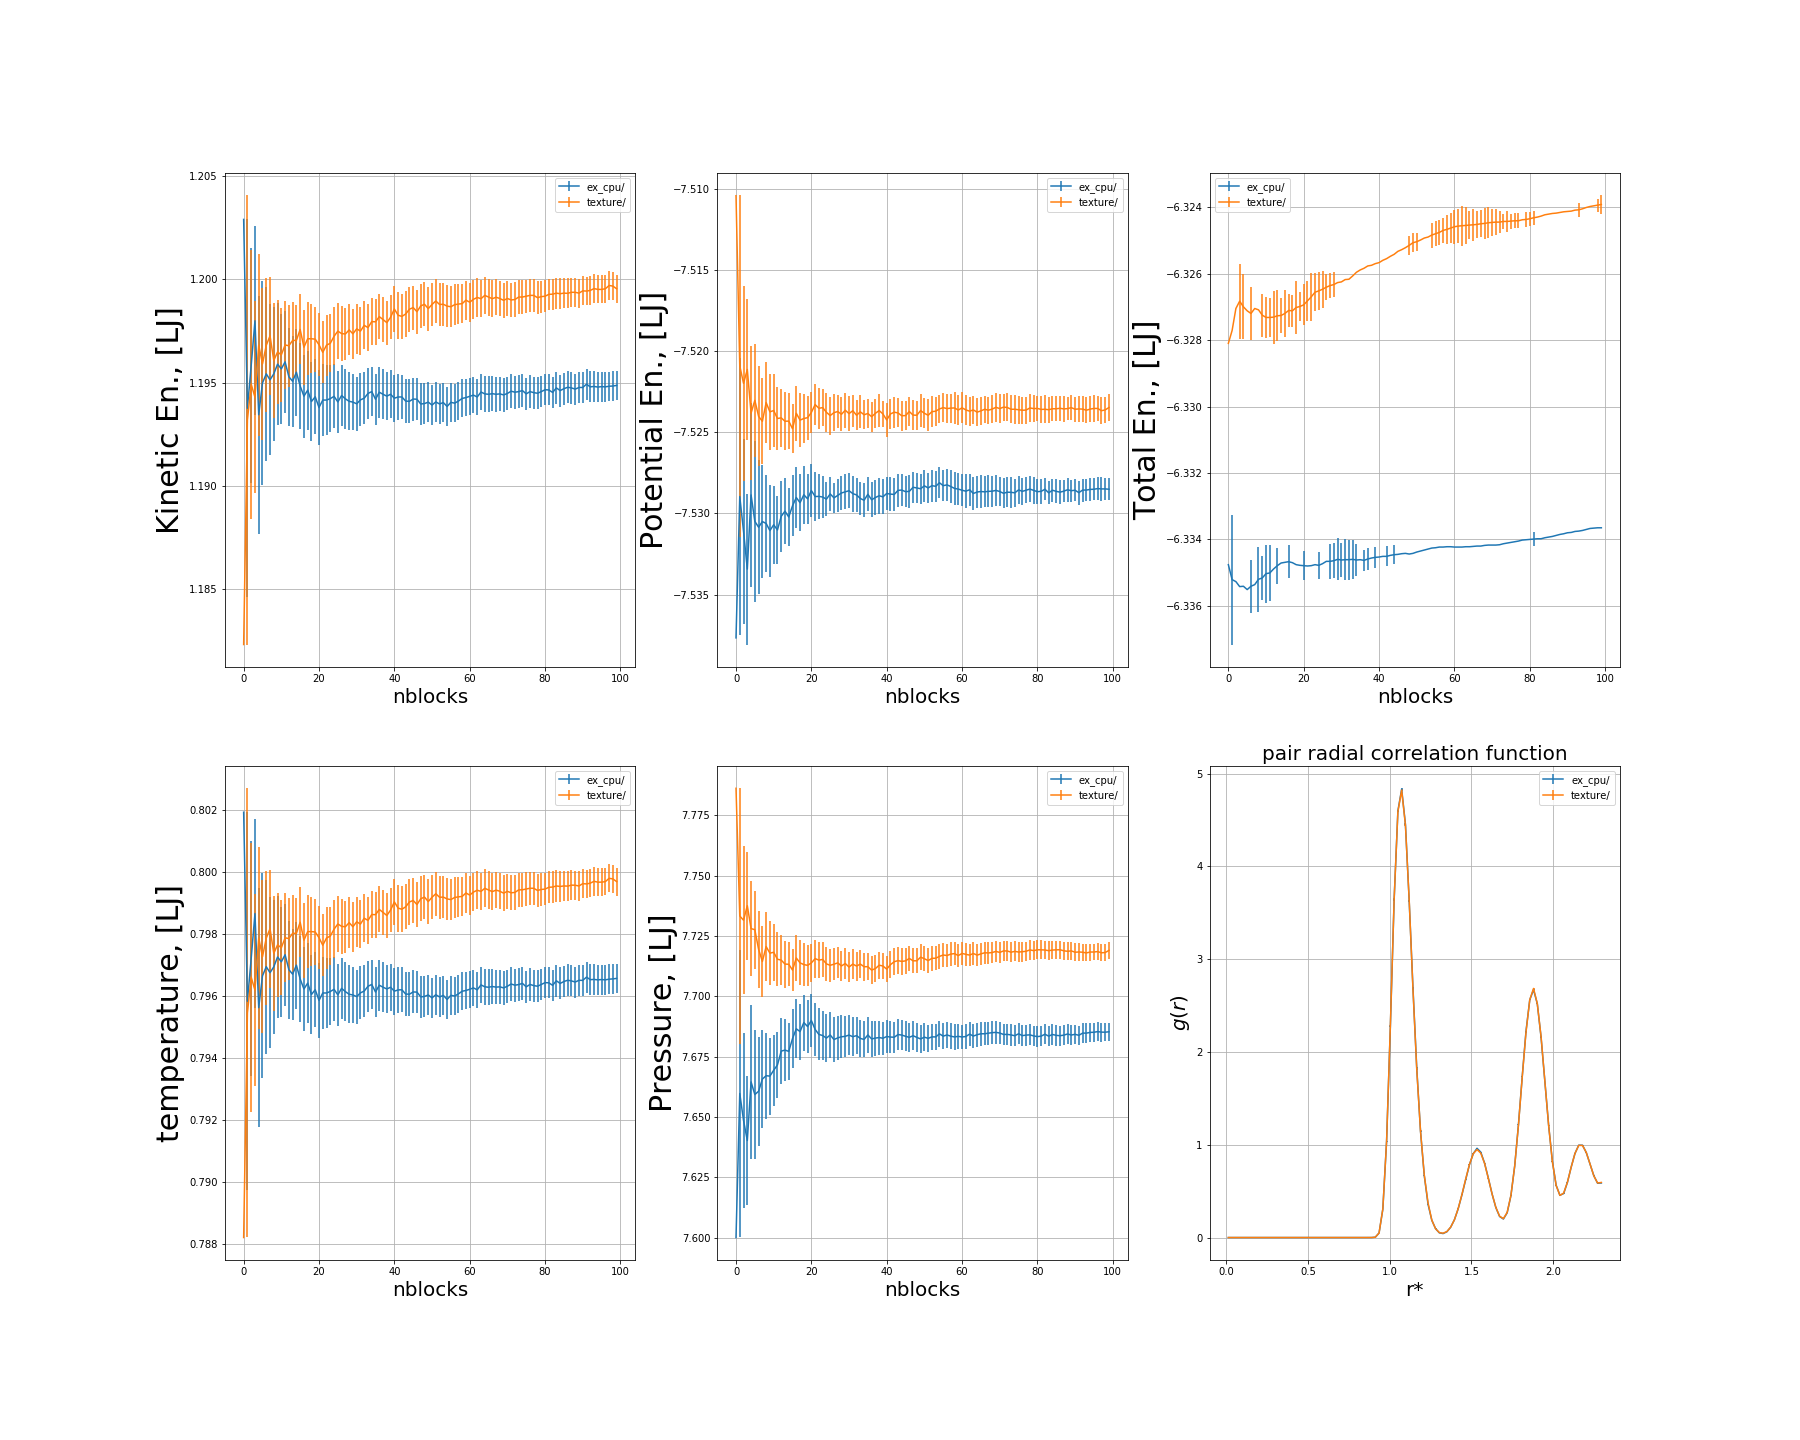 Kinetic En., [LJ]
1.205
1.200
1.195
1.190
1.185
ex_cpu/
texture/
0 20 40 60 80 100
nblocks
Potential En., [LJ]
−7.510
−7.515
−7.520
−7.525
−7.530
−7.535
ex_cpu/
texture/
0 20 40 60 80 100
nblocks
Total En., [LJ]
−6.324
−6.326
−6.328
−6.330
−6.332
−6.334
−6.336
ex_cpu/
texture/
0 20 40 60 80 100
nblocks
temperature, [LJ]
0.802
0.800
0.798
0.796
0.794
0.792
0.790
0.788
ex_cpu/
texture/
0 20 40 60 80 100
nblocks
Pressure, [LJ]
7.775
7.750
7.725
7.700
7.675
7.650
7.625
7.600
ex_cpu/
texture/
0 20 40 60 80 100
nblocks
pair radial correlation function
g(r)
5
4
3
2
1
0
ex_cpu/
texture/
0.0 0.5 1.0 1.5 2.0
r*